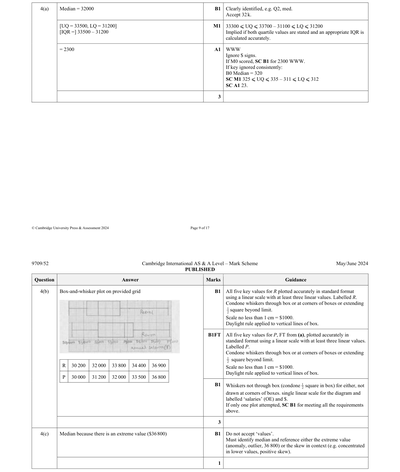 4(a)
Median = 32000
B1
Clearly identified, e.g. Q2, med.
Accept 32k.
[UQ = 33500; LQ = 31200]
[IQR =] 33500 – 31200
M1
33300 ⩽ UQ ⩽ 33700 – 31100 ⩽ LQ ⩽ 31200
Implied if both quartile values are stated and an appropriate IQR is
calculated accurately.
= 2300
A1
WWW
Ignore $ signs.
If M0 scored, SC B1 for 2300 WWW.
If key ignored consistently:
B0 Median = 320
SC M1 325 ⩽ UQ ⩽ 335 – 311 ⩽ LQ ⩽ 312
SC A1 23.
3
© Cambridge University Press & Assessment 2024
Page 9 of 17
9709/52
Cambridge International AS & A Level – Mark Scheme
May/June 2024
PUBLISHED
Question
Answer
Marks
Guidance
4(b)
Box-and-whisker plot on provided grid
B1
All five key values for R plotted accurately in standard format
using a linear scale with at least three linear values. Labelled R.
Condone whiskers through box or at corners of boxes or extending
½ square beyond limit.
Scale no less than 1 cm = $1000.
Daylight rule applied to vertical lines of box.
R 30 200 32 000 33 800 34 400 36 900
P 30 000 31 200 32 000 33 500 36 800
B1FT
All five key values for P, FT from (a), plotted accurately in
standard format using a linear scale with at least three linear values.
Labelled P.
Condone whiskers through box or at corners of boxes or extending
½ square beyond limit.
Scale no less than 1 cm = $1000.
Daylight rule applied to vertical lines of box.
B1
Whiskers not through box (condone ½ square in box) for either, not
drawn at corners of boxes. single linear scale for the diagram and
labelled 'salaries' (OE) and $.
If only one plot attempted, SC B1 for meeting all the requirements
above.
3
4(c)
Median because there is an extreme value ($36 800)
B1
Do not accept 'values'.
Must identify median and reference either the extreme value
(anomaly, outlier, 36 800) or the skew in context (e.g. concentrated
in lower values, positive skew).
1